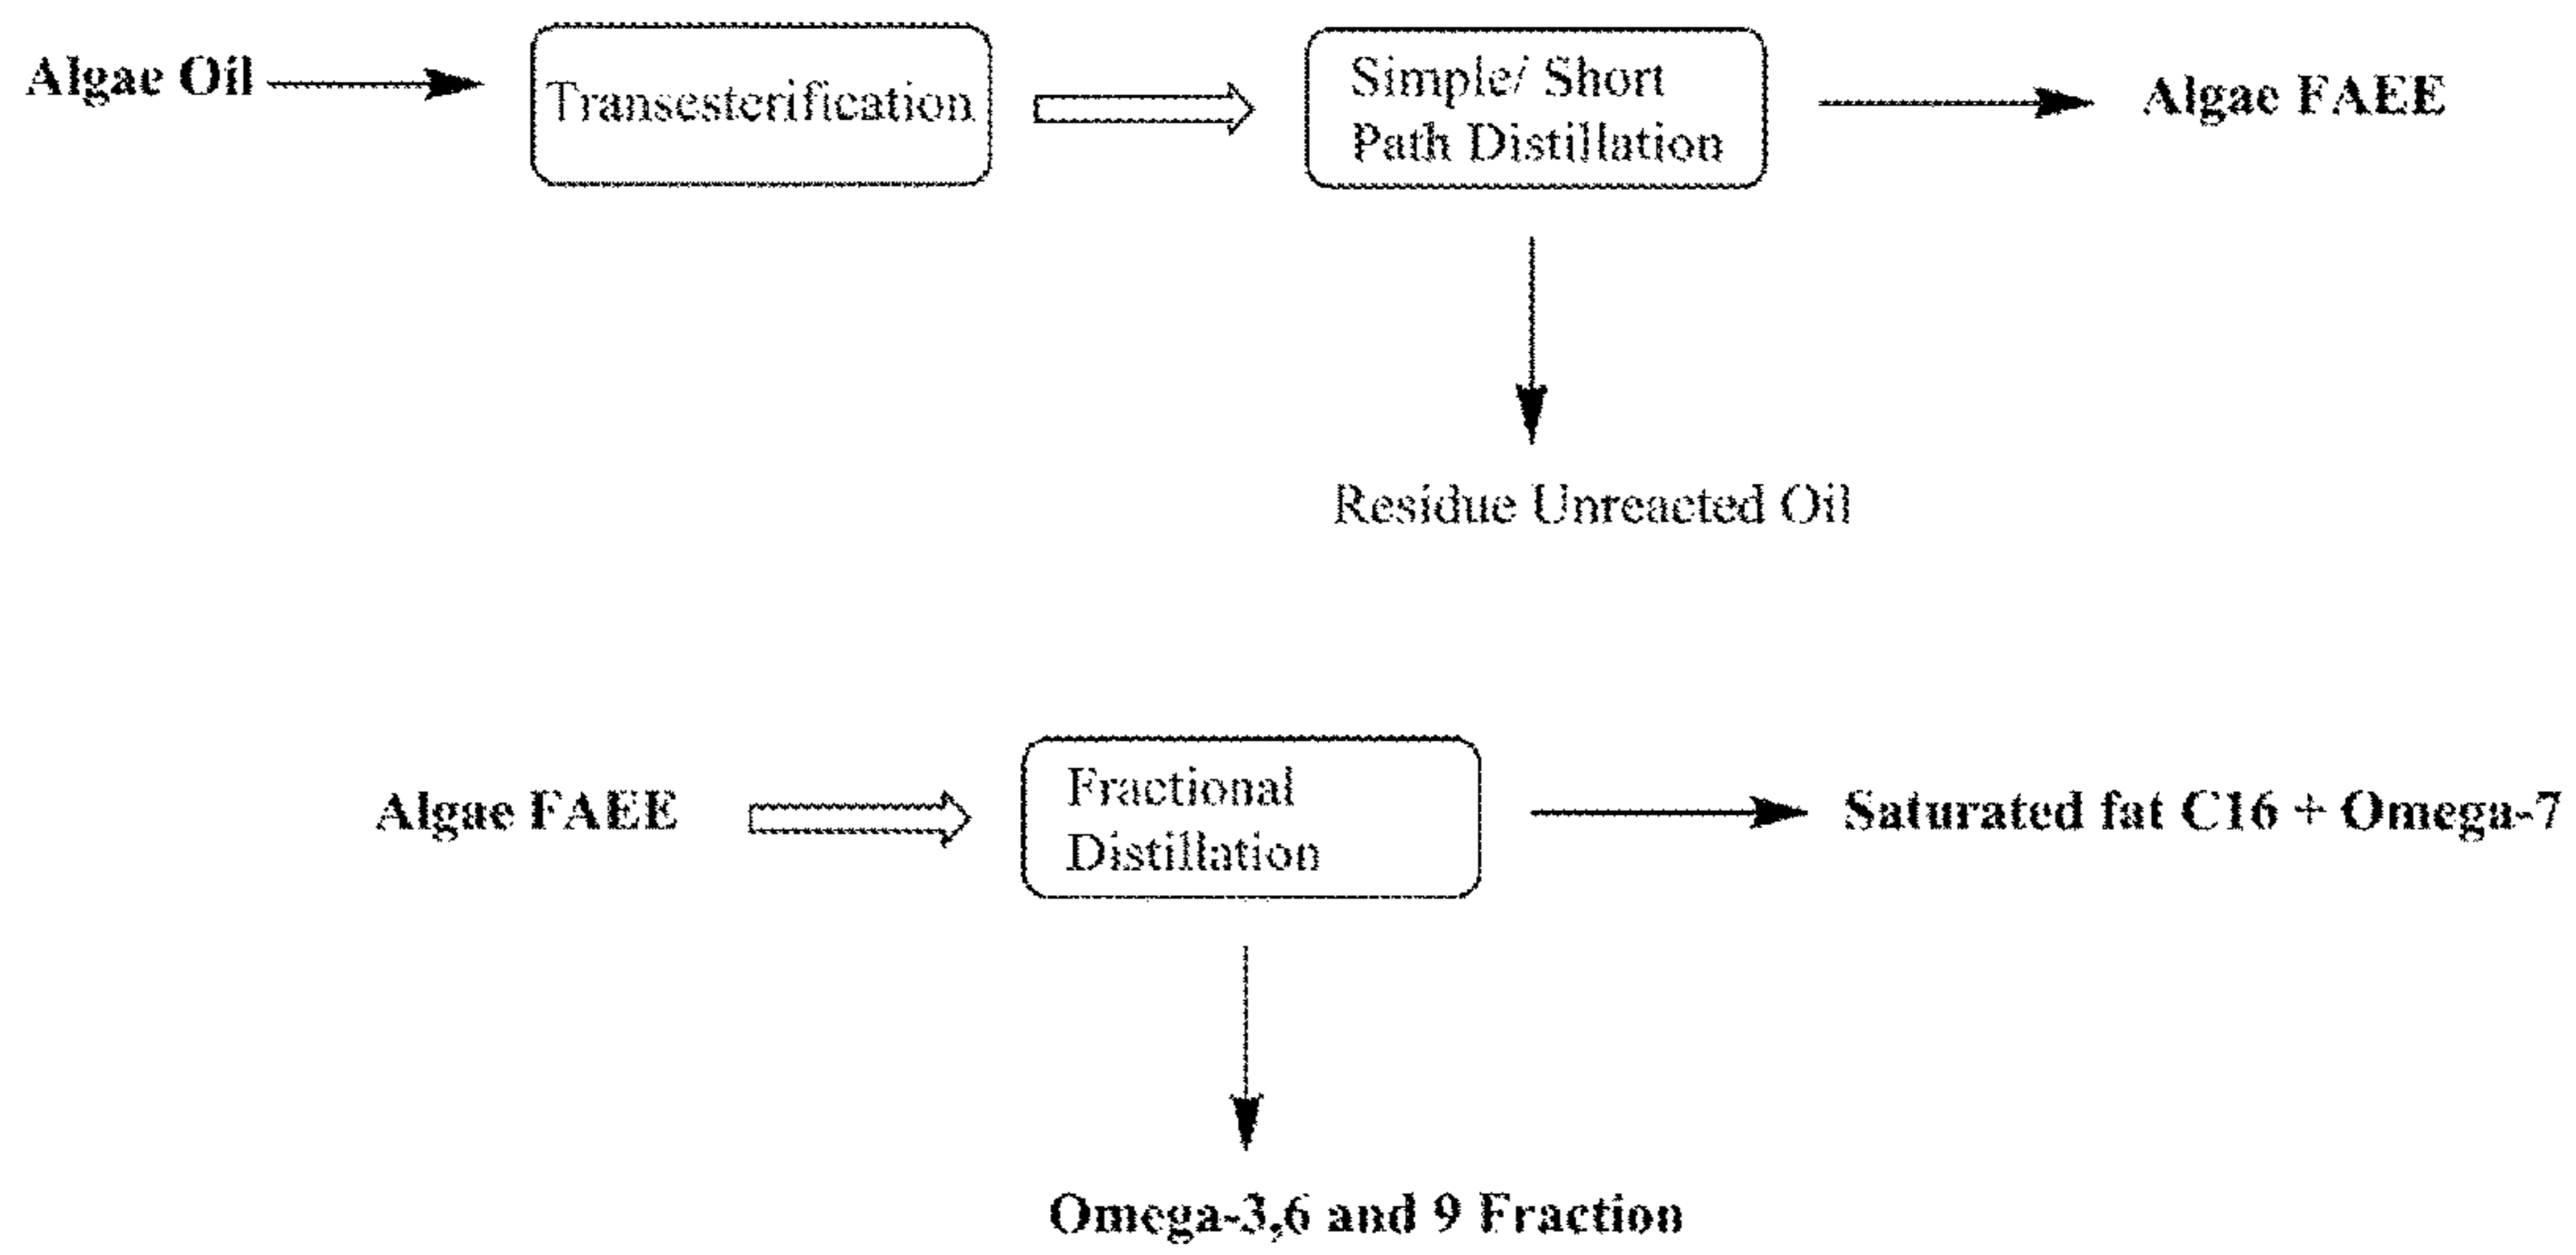 Algae Oil
Transesterification
Simple/ Short
Path Distillation
Algae FAEE
Residue Unreacted Oil
Algae FAEE
Fractional
Distillation
Saturated fat C16 + Omega-7
Omega-3,6 and 9 Fraction